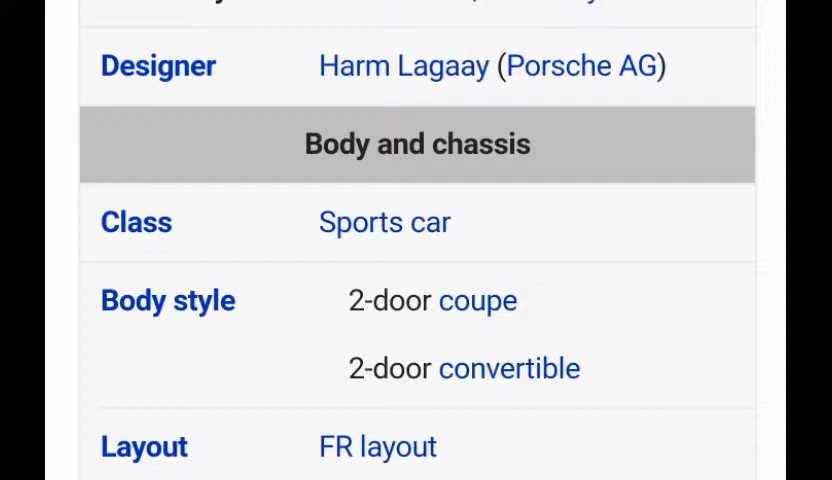 Designer Harm Lagaay (Porsche AG)
Body and chassis
Class Sports car
Body style 2-door coupe
2-door convertible
Layout FR layout